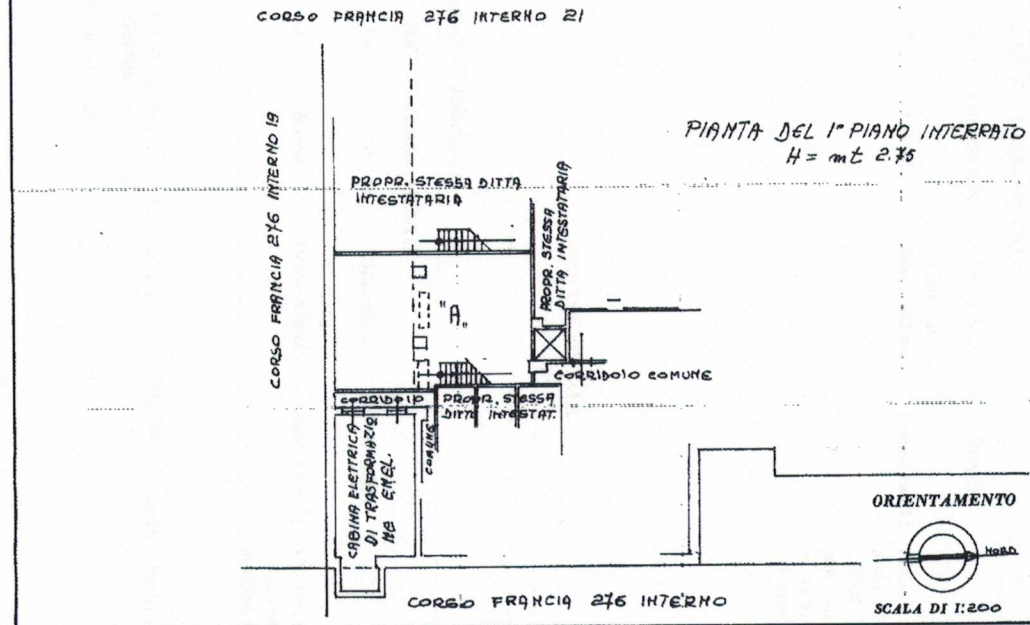 CORSO FRANCIA 276 INTERNO 21
CORSO FRANCIA 276 INTERNO 19
PIANTA DEL 1° PIANO INTERRATO
H = mt 2.75
PROPR. STESSA DITTA
INTESTATARIA
PROPR. STESSA
DITTA INTESTATARIA
"A"
CORRIDOIO COMUNE
CORRIDOIO
PROPR. STESSA
DITTA INTESTAT.
COMUNE
CABINA ELETTRICA
DI TRASFORMAZIO
NE ENEL.
CORSO FRANCIA 276 INTERNO
ORIENTAMENTO
NORD
SCALA DI 1:200